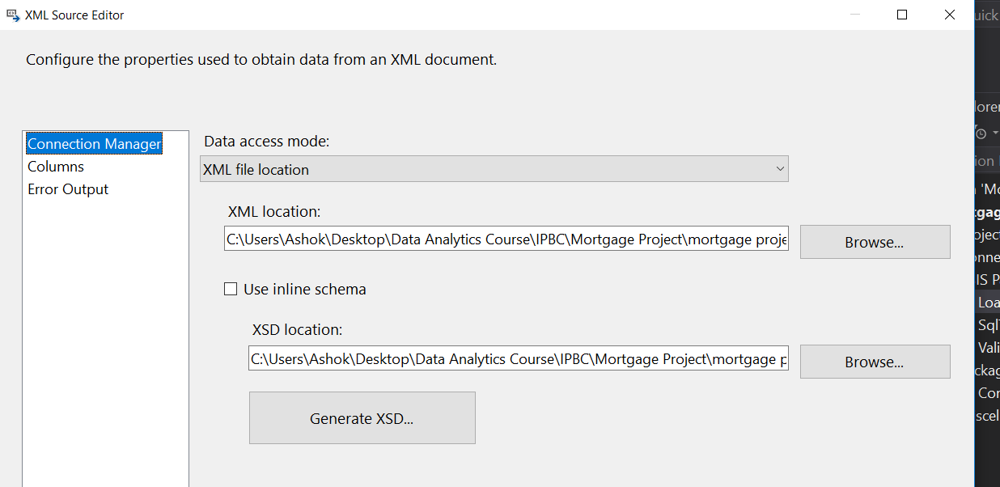 XML Source Editor
Configure the properties used to obtain data from an XML document.
Connection Manager
Columns
Error Output
Data access mode:
XML file location
XML location:
C:\Users\Ashok\Desktop\Data Analytics Course\IPBC\Mortgage Project\mortgage proje
Browse...
Use inline schema
XSD location:
C:\Users\Ashok\Desktop\Data Analytics Course\IPBC\Mortgage Project\mortgage p
Browse...
Generate XSD...
uick
lorer
ion
'Mo
tgag
ojec
onne
IS P
Loa
Sql
Vali
ckag
Con
scel